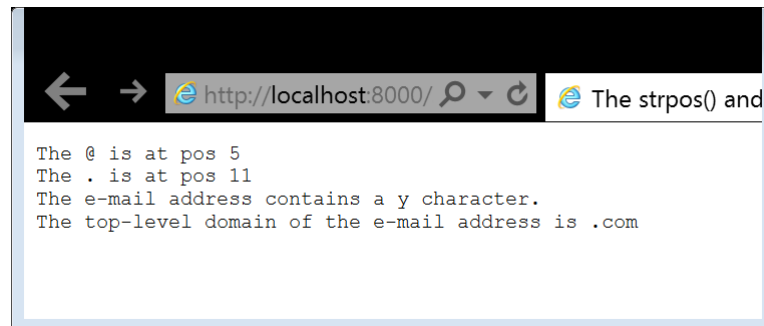 http://localhost:8000/
The strpos() and
The @ is at pos 5
The . is at pos 11
The e-mail address contains a y character.
The top-level domain of the e-mail address is .com